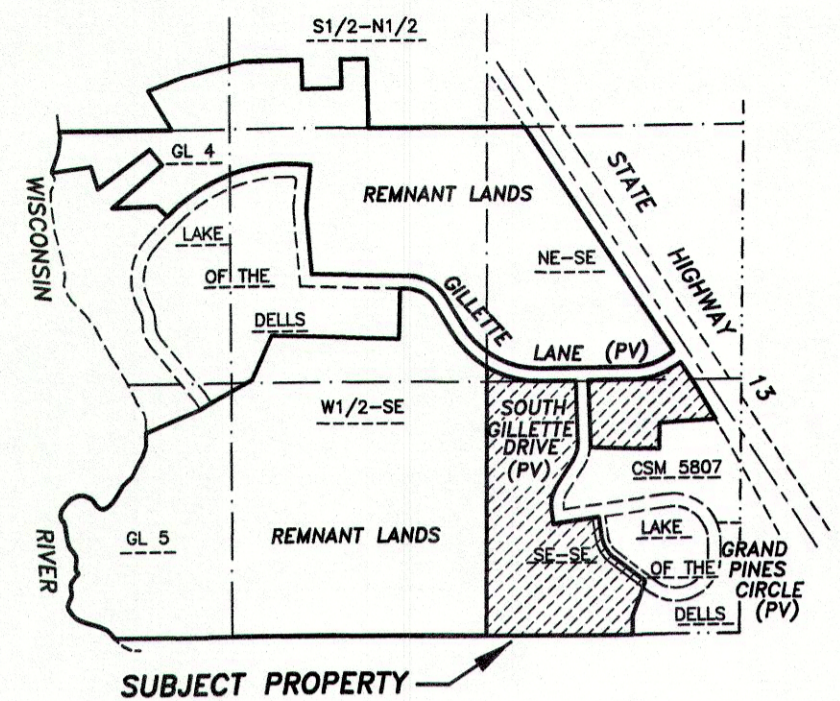 S1/2-N1/2
GL 4
REMNANT LANDS
STATE
HIGHWAY
13
WISCONSIN
RIVER
LAKE
OF THE
DELLS
NE-SE
GILLETTE
LANE (PV)
W1/2-SE
SOUTH
GILLETTE
DRIVE
(PV)
CSM 5807
GL 5
REMNANT LANDS
SE-SE
LAKE
OF THE
DELLS
GRAND
PINES
CIRCLE
(PV)
SUBJECT PROPERTY